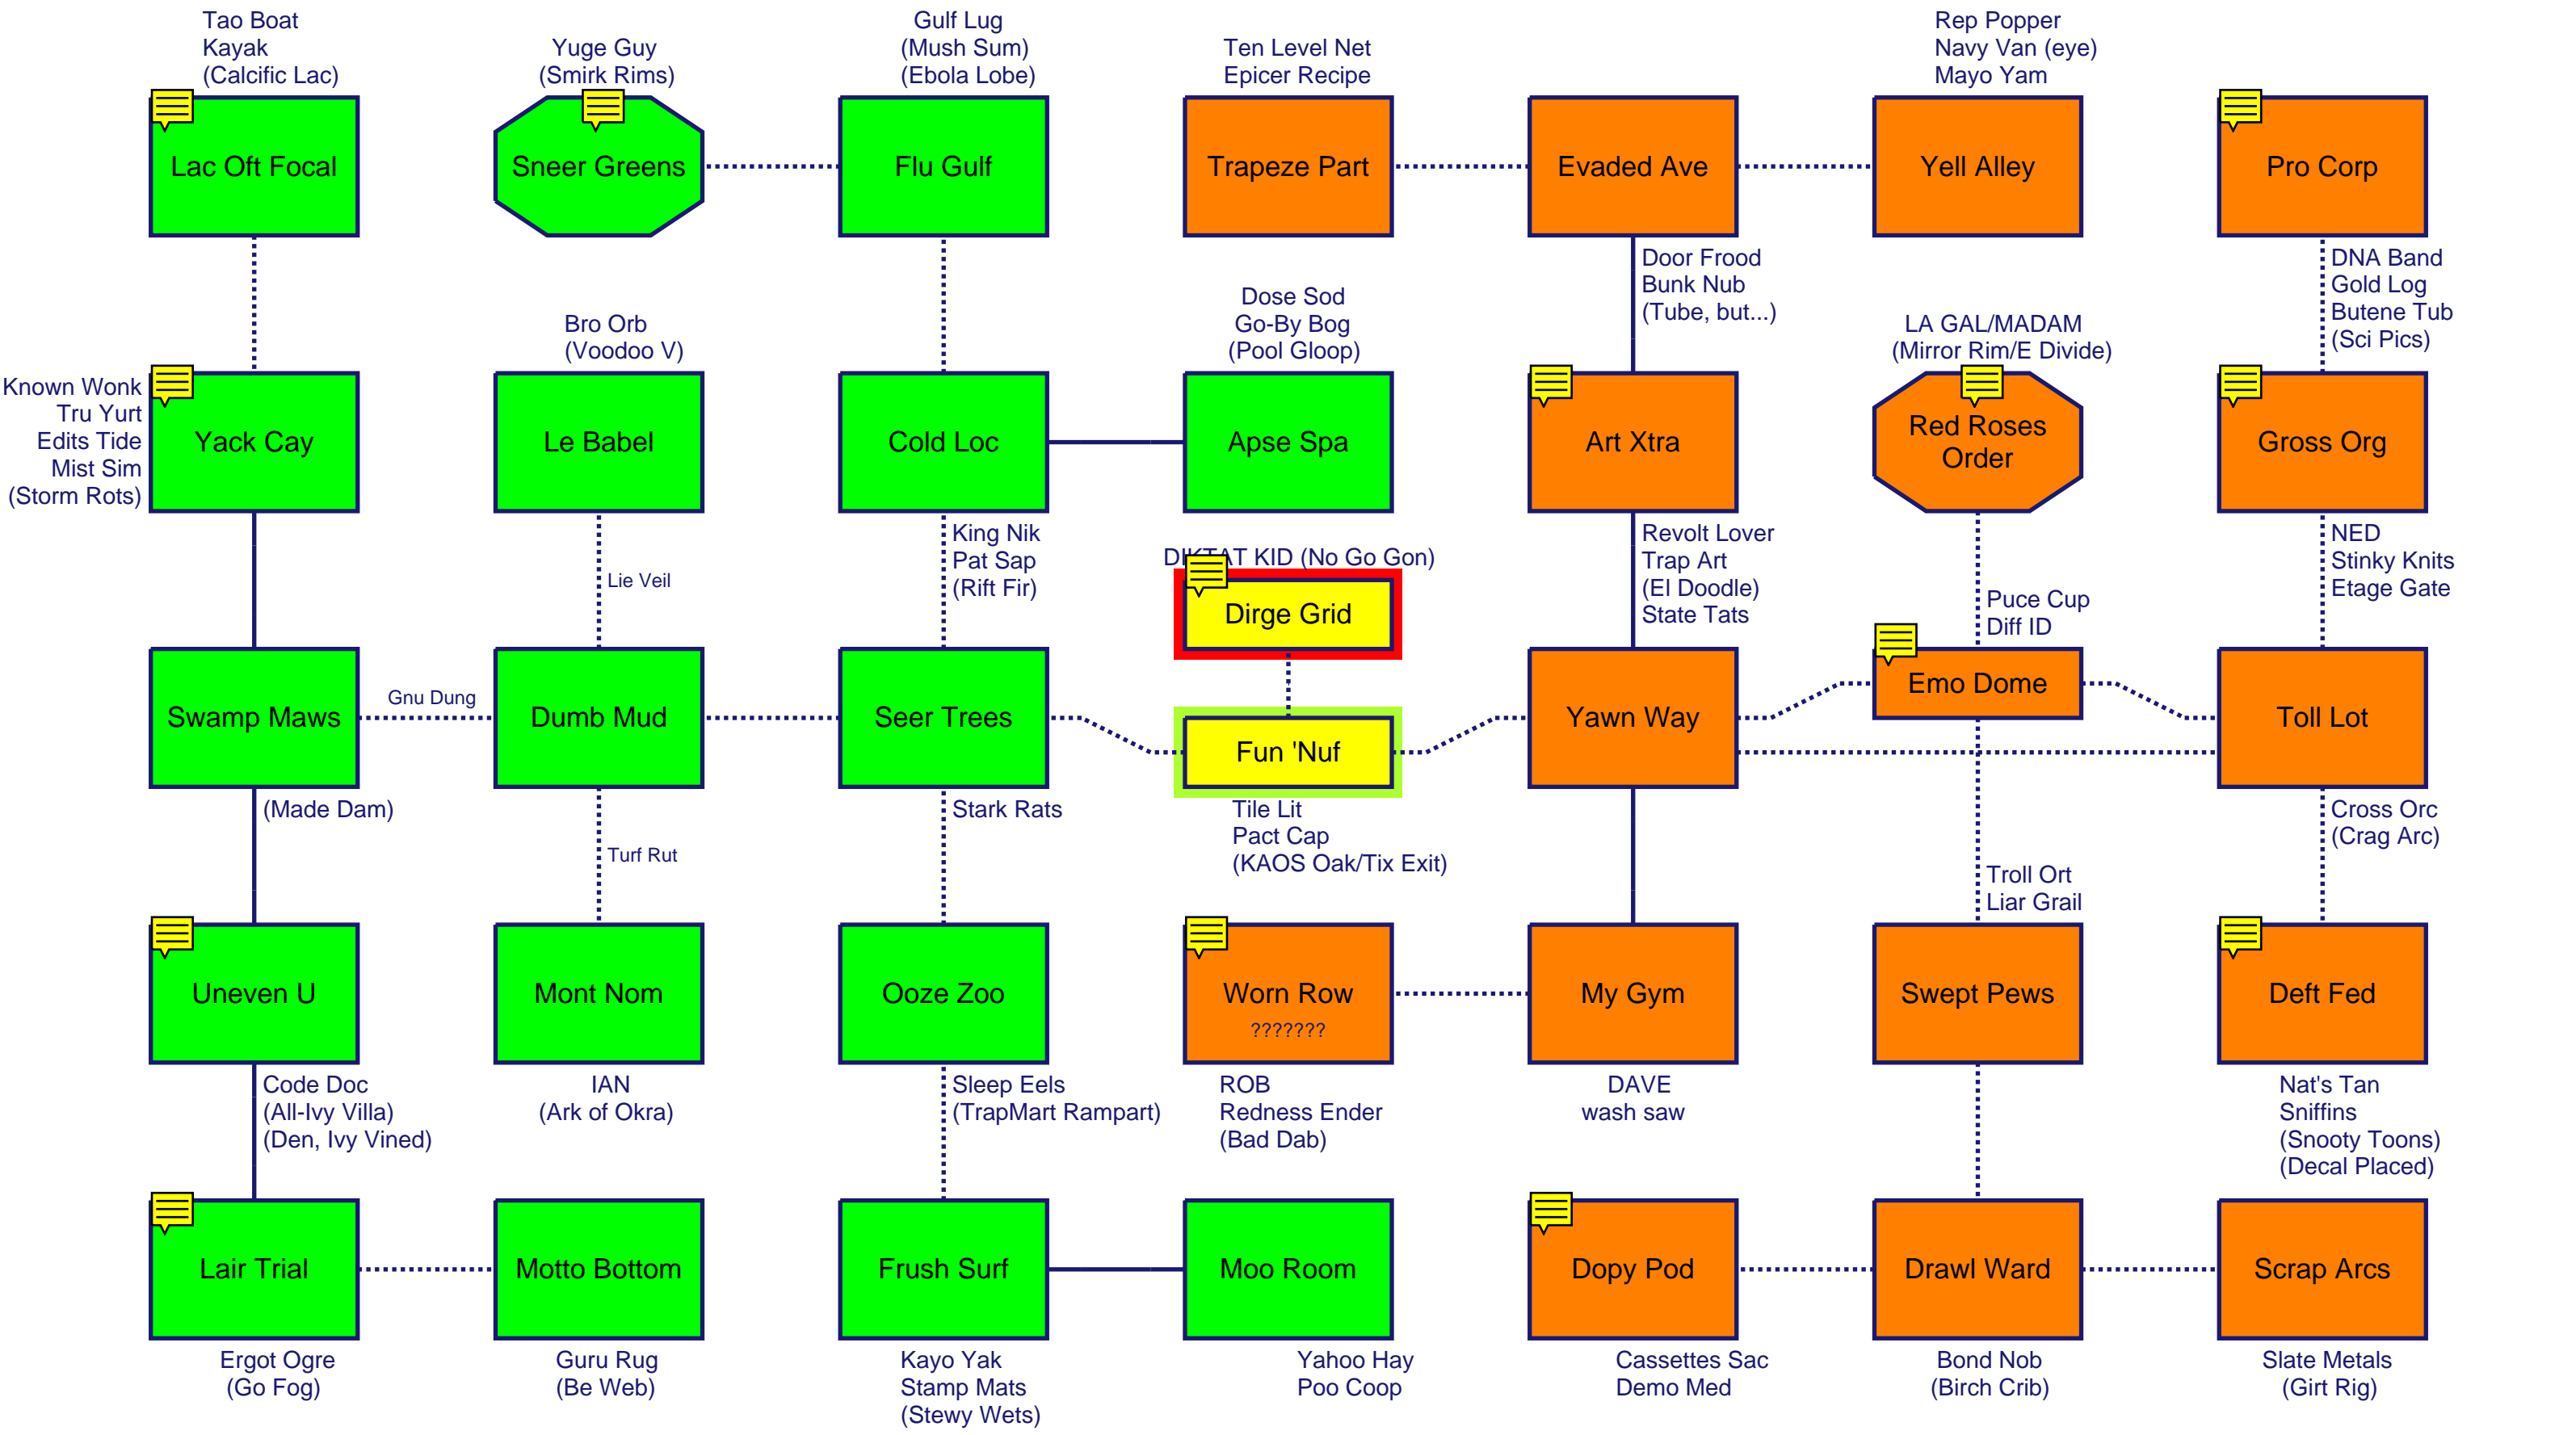 Tao Boat
Kayak
(Calcific Lac)
Yuge Guy
(Smirk Rims)
Gulf Lug
(Mush Sum)
(Ebola Lobe)
Ten Level Net
Epicer Recipe
Rep Popper
Navy Van (eye)
Mayo Yam
Lac Oft Focal
Sneer Greens
Flu Gulf
Trapeze Part
Evaded Ave
Yell Alley
Pro Corp
Door Frood
Bunk Nub
(Tube, but...)
DNA Band
Gold Log
Butene Tub
(Sci Pics)
Bro Orb
(Voodoo V)
Dose Sod
Go-By Bog
(Pool Gloop)
LA GAL/MADAM
(Mirror Rim/E Divide)
Known Wonk
Tru Yurt
Edits Tide
Mist Sim
(Storm Rots)
Yack Cay
Le Babel
Cold Loc
Apse Spa
Art Xtra
Red Roses
Order
Gross Org
Lie Veil
King Nik
Pat Sap
(Rift Fir)
DIKTAT KID (No Go Gon)
Dirge Grid
Revolt Lover
Trap Art
(El Doodle)
State Tats
Puce Cup
Diff ID
NED
Stinky Knits
Etage Gate
Swamp Maws
Gnu Dung
Dumb Mud
Seer Trees
Fun 'Nuf
Yawn Way
Emo Dome
Toll Lot
(Made Dam)
Turf Rut
Stark Rats
Tile Lit
Pact Cap
(KAOS Oak/Tix Exit)
Troll Ort
Liar Grail
Cross Orc
(Crag Arc)
Uneven U
Mont Nom
Ooze Zoo
Worn Row
???????
My Gym
Swept Pews
Deft Fed
Code Doc
(All-Ivy Villa)
(Den, Ivy Vined)
IAN
(Ark of Okra)
Sleep Eels
(TrapMart Rampart)
ROB
Redness Ender
(Bad Dab)
DAVE
wash saw
Nat's Tan
Sniffins
(Snooty Toons)
(Decal Placed)
Lair Trial
Motto Bottom
Frush Surf
Moo Room
Dopy Pod
Drawl Ward
Scrap Arcs
Ergot Ogre
(Go Fog)
Guru Rug
(Be Web)
Kayo Yak
Stamp Mats
(Stewy Wets)
Yahoo Hay
Poo Coop
Cassettes Sac
Demo Med
Bond Nob
(Birch Crib)
Slate Metals
(Girt Rig)